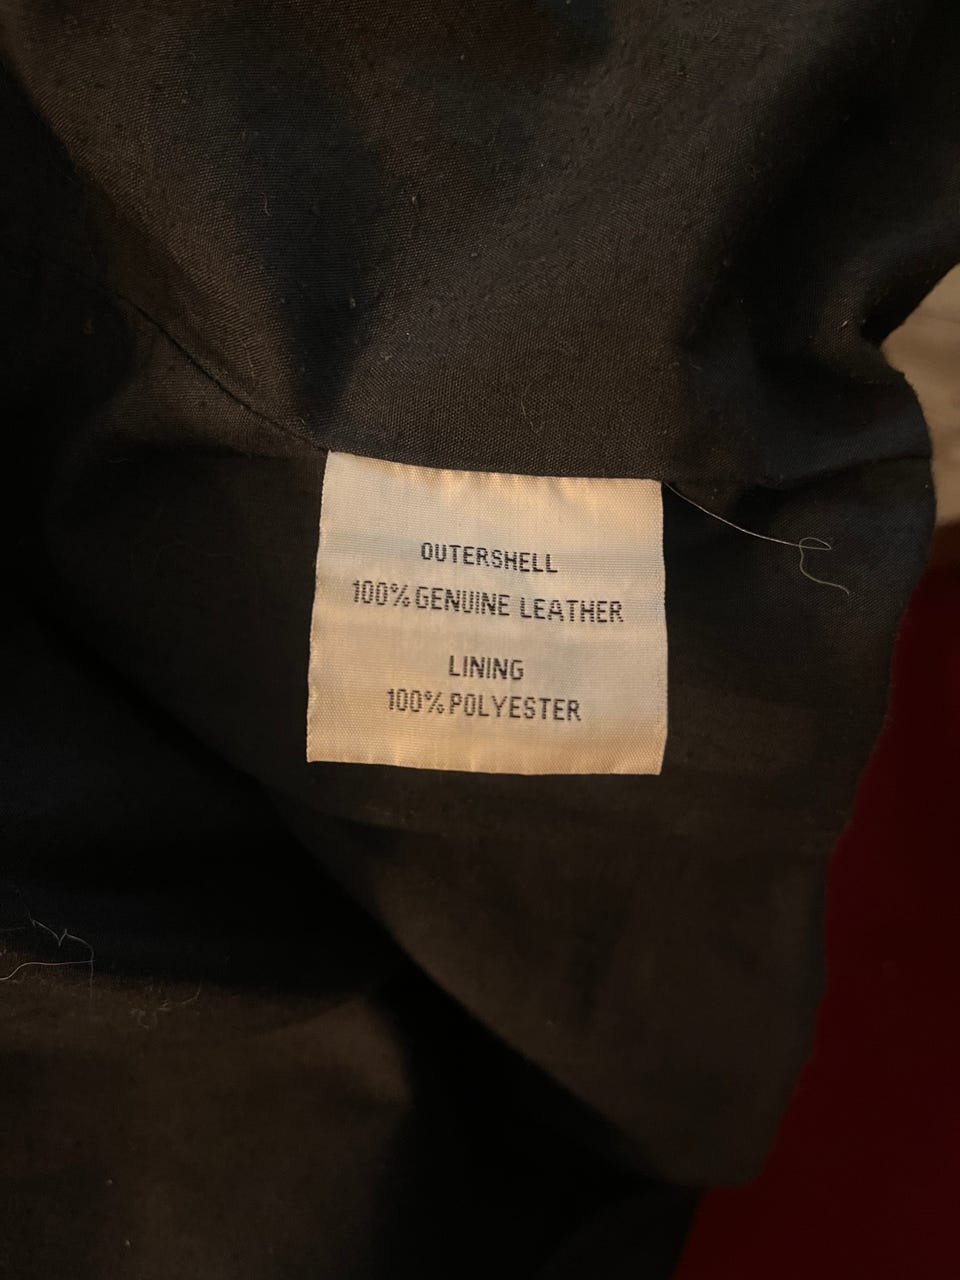 OUTERSHELL
100% GENUINE LEATHER
LINING
100% POLYESTER